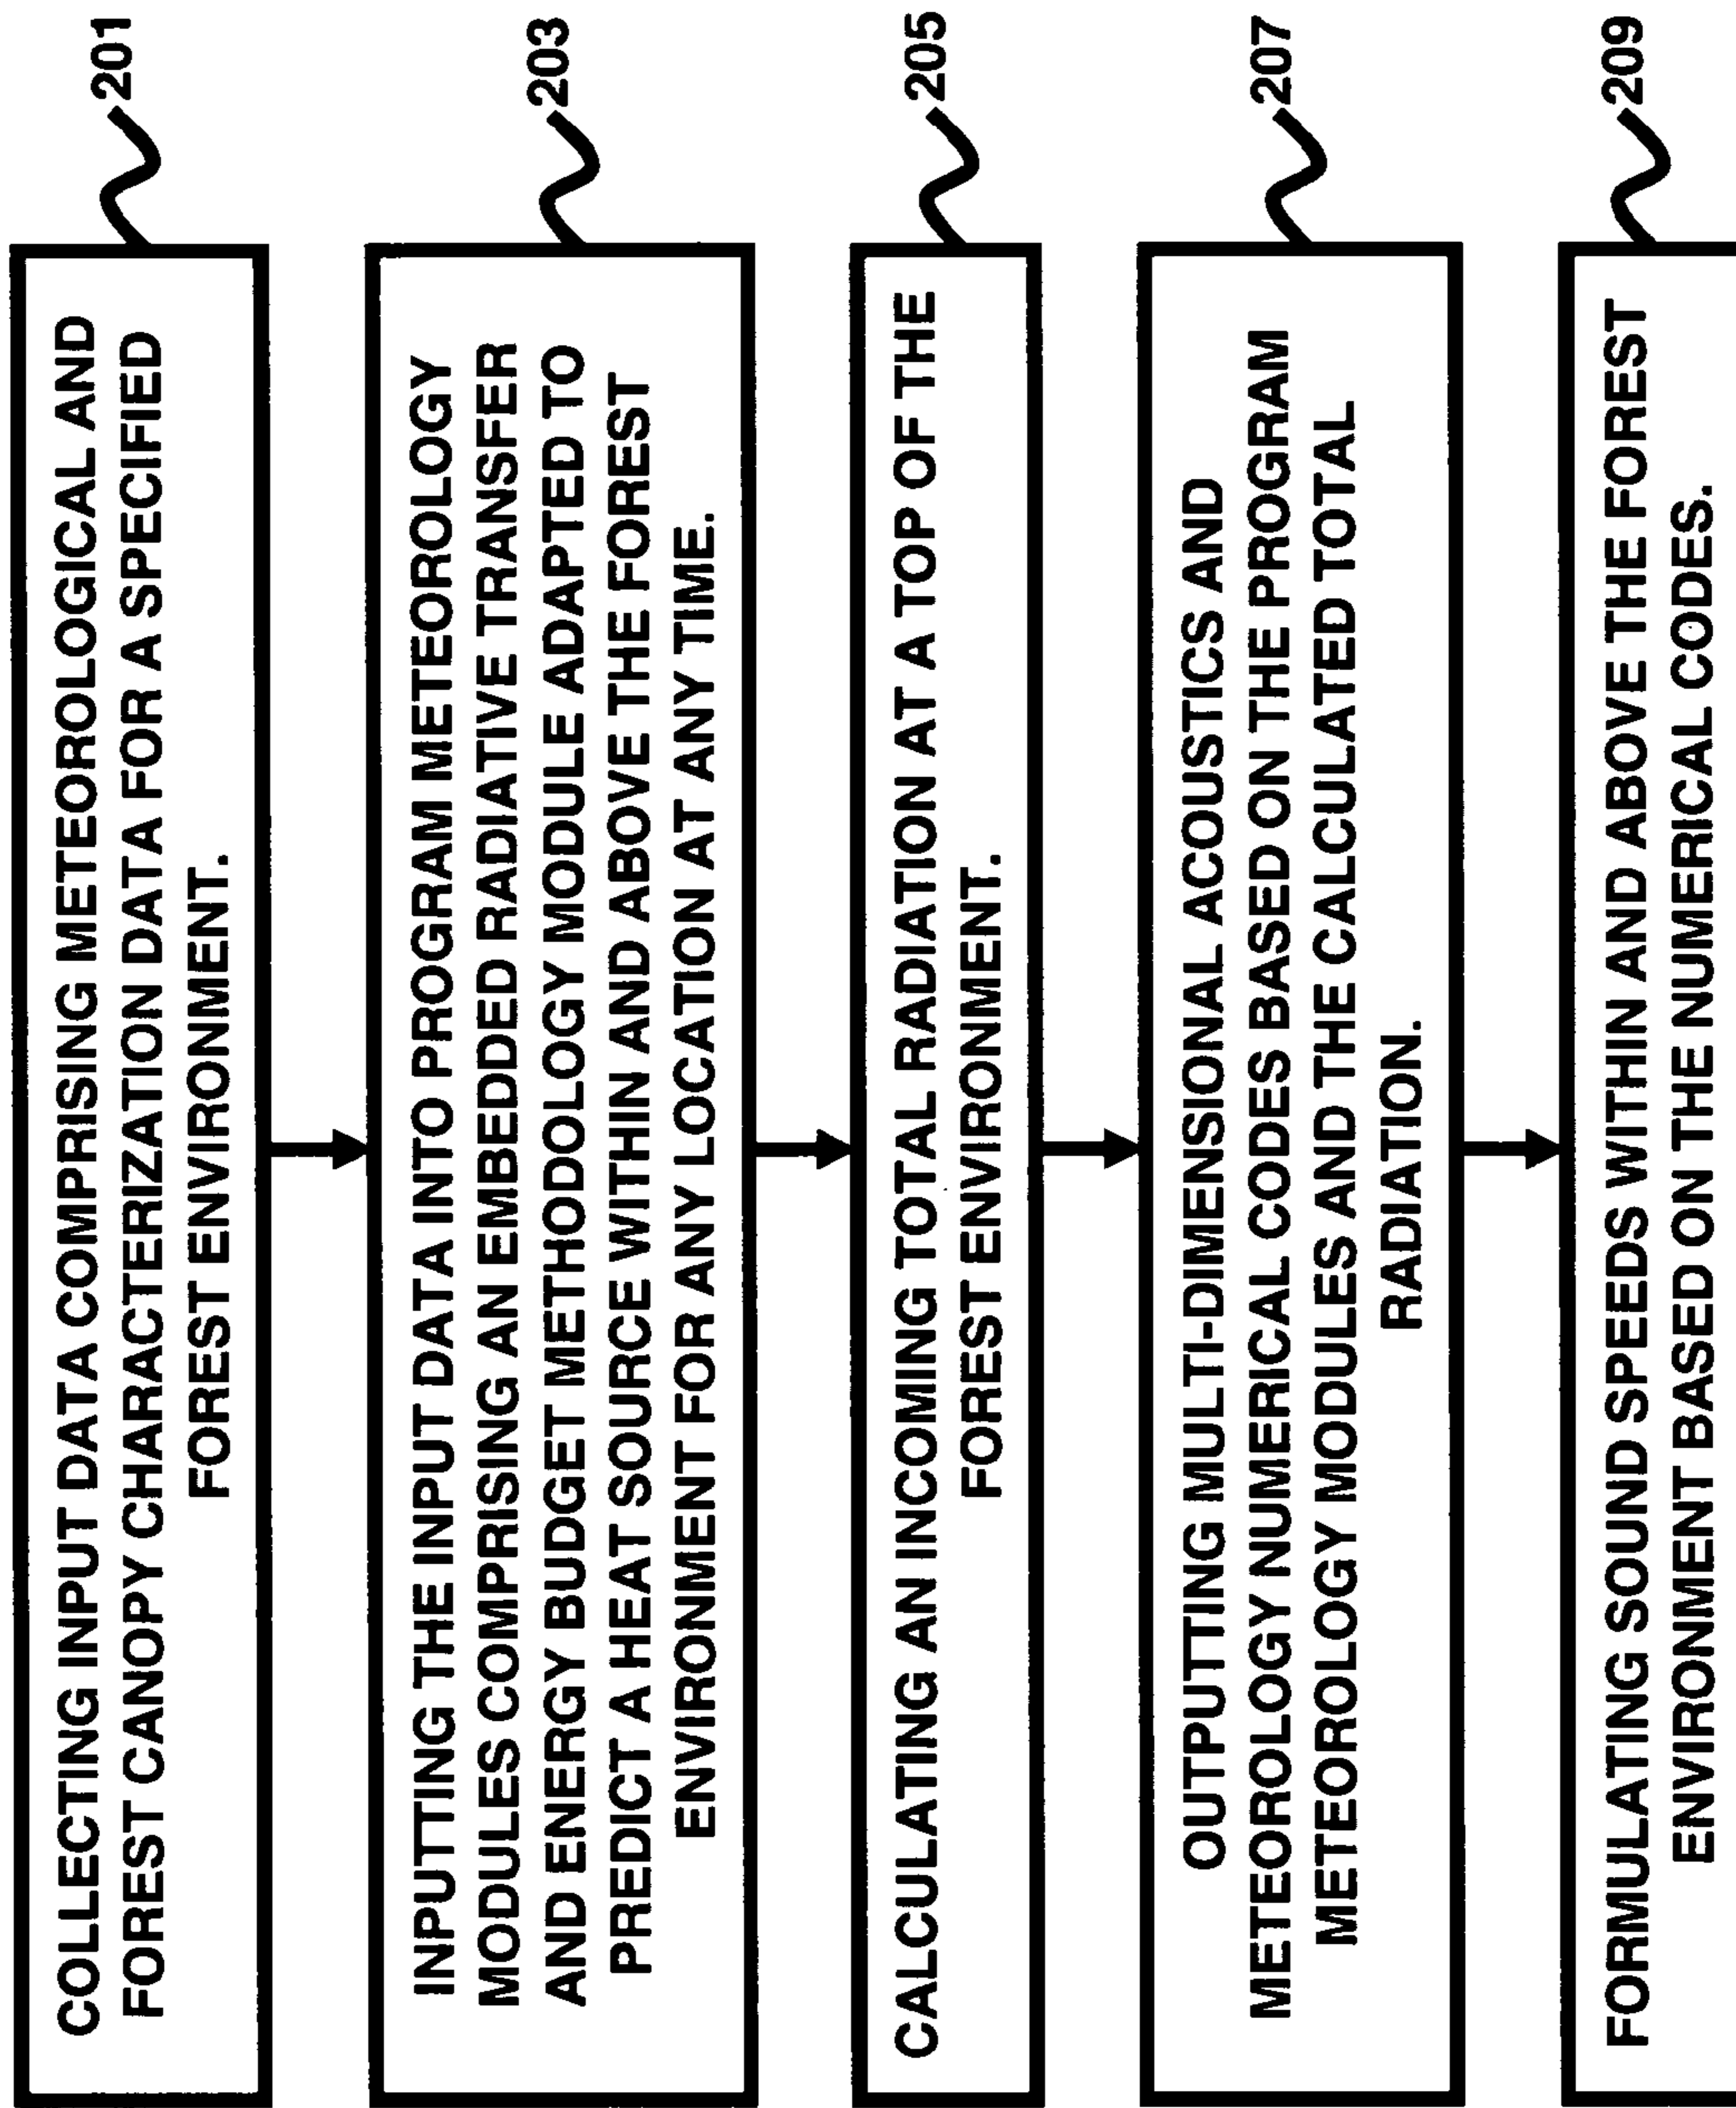 COLLECTING INPUT DATA COMPRISING METEOROLOGICAL AND
FOREST CANOPY CHARACTERIZATION DATA FOR A SPECIFIED
FOREST ENVIRONMENT.
201
INPUTTING THE INPUT DATA INTO PROGRAM METEOROLOGY
MODULES COMPRISING AN EMBEDDED RADIATIVE TRANSFER
AND ENERGY BUDGET METHODOLOGY MODULE ADAPTED TO
PREDICT A HEAT SOURCE WITHIN AND ABOVE THE FOREST
ENVIRONMENT FOR ANY LOCATION AT ANY TIME.
203
CALCULATING AN INCOMING TOTAL RADIATION AT A TOP OF THE
FOREST ENVIRONMENT.
205
OUTPUTTING MULTI-DIMENSIONAL ACOUSTICS AND
METEOROLOGY NUMERICAL CODES BASED ON THE PROGRAM
METEOROLOGY MODULES AND THE CALCULATED TOTAL
RADIATION.
207
FORMULATING SOUND SPEEDS WITHIN AND ABOVE THE FOREST
ENVIRONMENT BASED ON THE NUMERICAL CODES.
209